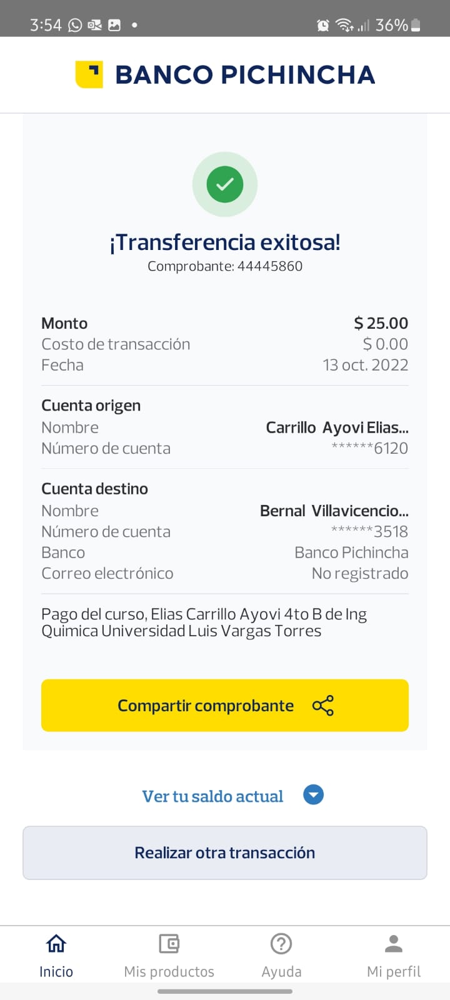 3:54
36%
BANCO PICHINCHA
¡Transferencia exitosa!
Comprobante: 44445860
Monto $ 25.00
Costo de transacción $ 0.00
Fecha 13 oct. 2022
Cuenta origen
Nombre Carrillo Ayovi Elias...
Número de cuenta ******6120
Cuenta destino
Nombre Bernal Villavicencio...
Número de cuenta ******3518
Banco Banco Pichincha
Correo electrónico No registrado
Pago del curso, Elias Carrillo Ayovi 4to B de Ing
Quimica Universidad Luis Vargas Torres
Compartir comprobante
Ver tu saldo actual
Realizar otra transacción
Inicio Mis productos Ayuda Mi perfil